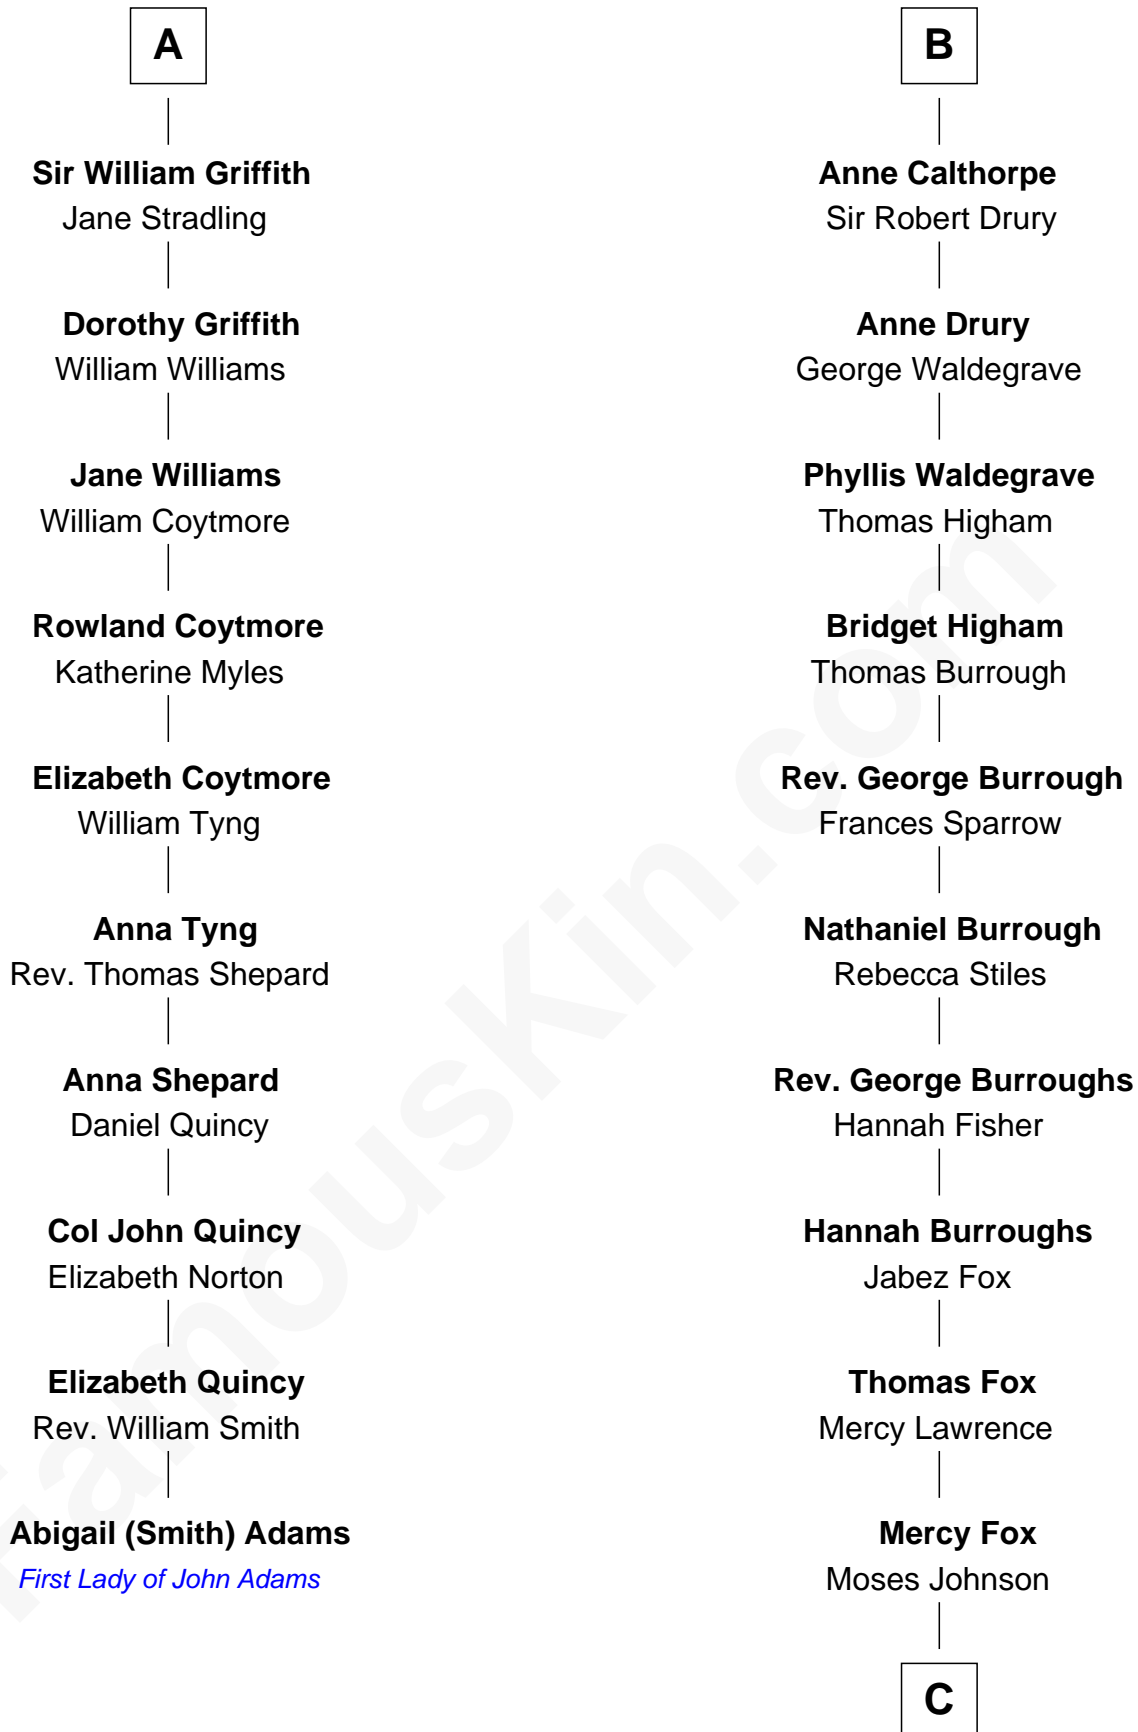 A
Sir William Griffith
Jane Stradling
Dorothy Griffith
William Williams
Jane Williams
William Coytmore
Rowland Coytmore
Katherine Myles
Elizabeth Coytmore
William Tyng
Anna Tyng
Rev. Thomas Shepard
Anna Shepard
Daniel Quincy
Col John Quincy
Elizabeth Norton
Elizabeth Quincy
Rev. William Smith
Abigail (Smith) Adams
First Lady of John Adams
B
Anne Calthorpe
Sir Robert Drury
Anne Drury
George Waldegrave
Phyllis Waldegrave
Thomas Higham
Bridget Higham
Thomas Burrough
Rev. George Burrough
Frances Sparrow
Nathaniel Burrough
Rebecca Stiles
Rev. George Burroughs
Hannah Fisher
Hannah Burroughs
Jabez Fox
Thomas Fox
Mercy Lawrence
Mercy Fox
Moses Johnson
C
FamousKin.com